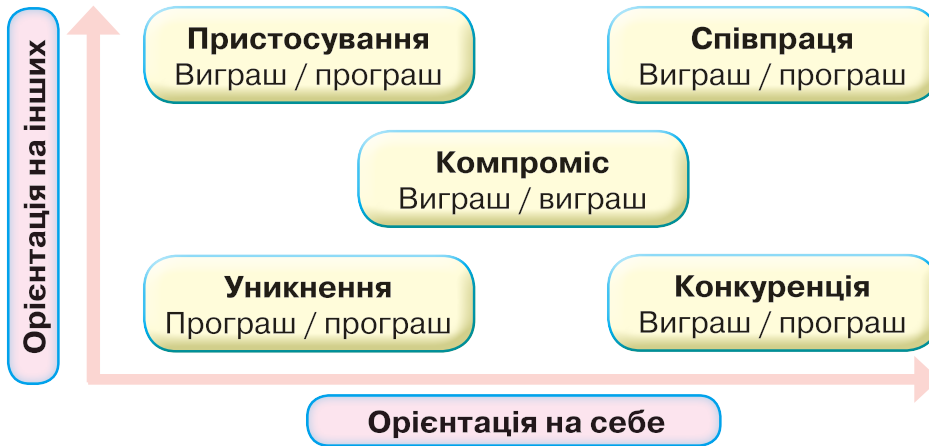 Орієнтація на інших
Пристосування
Виграш / програш
Співпраця
Виграш / програш
Компроміс
Виграш / виграш
Уникнення
Програш / програш
Конкуренція
Виграш / програш
Орієнтація на себе